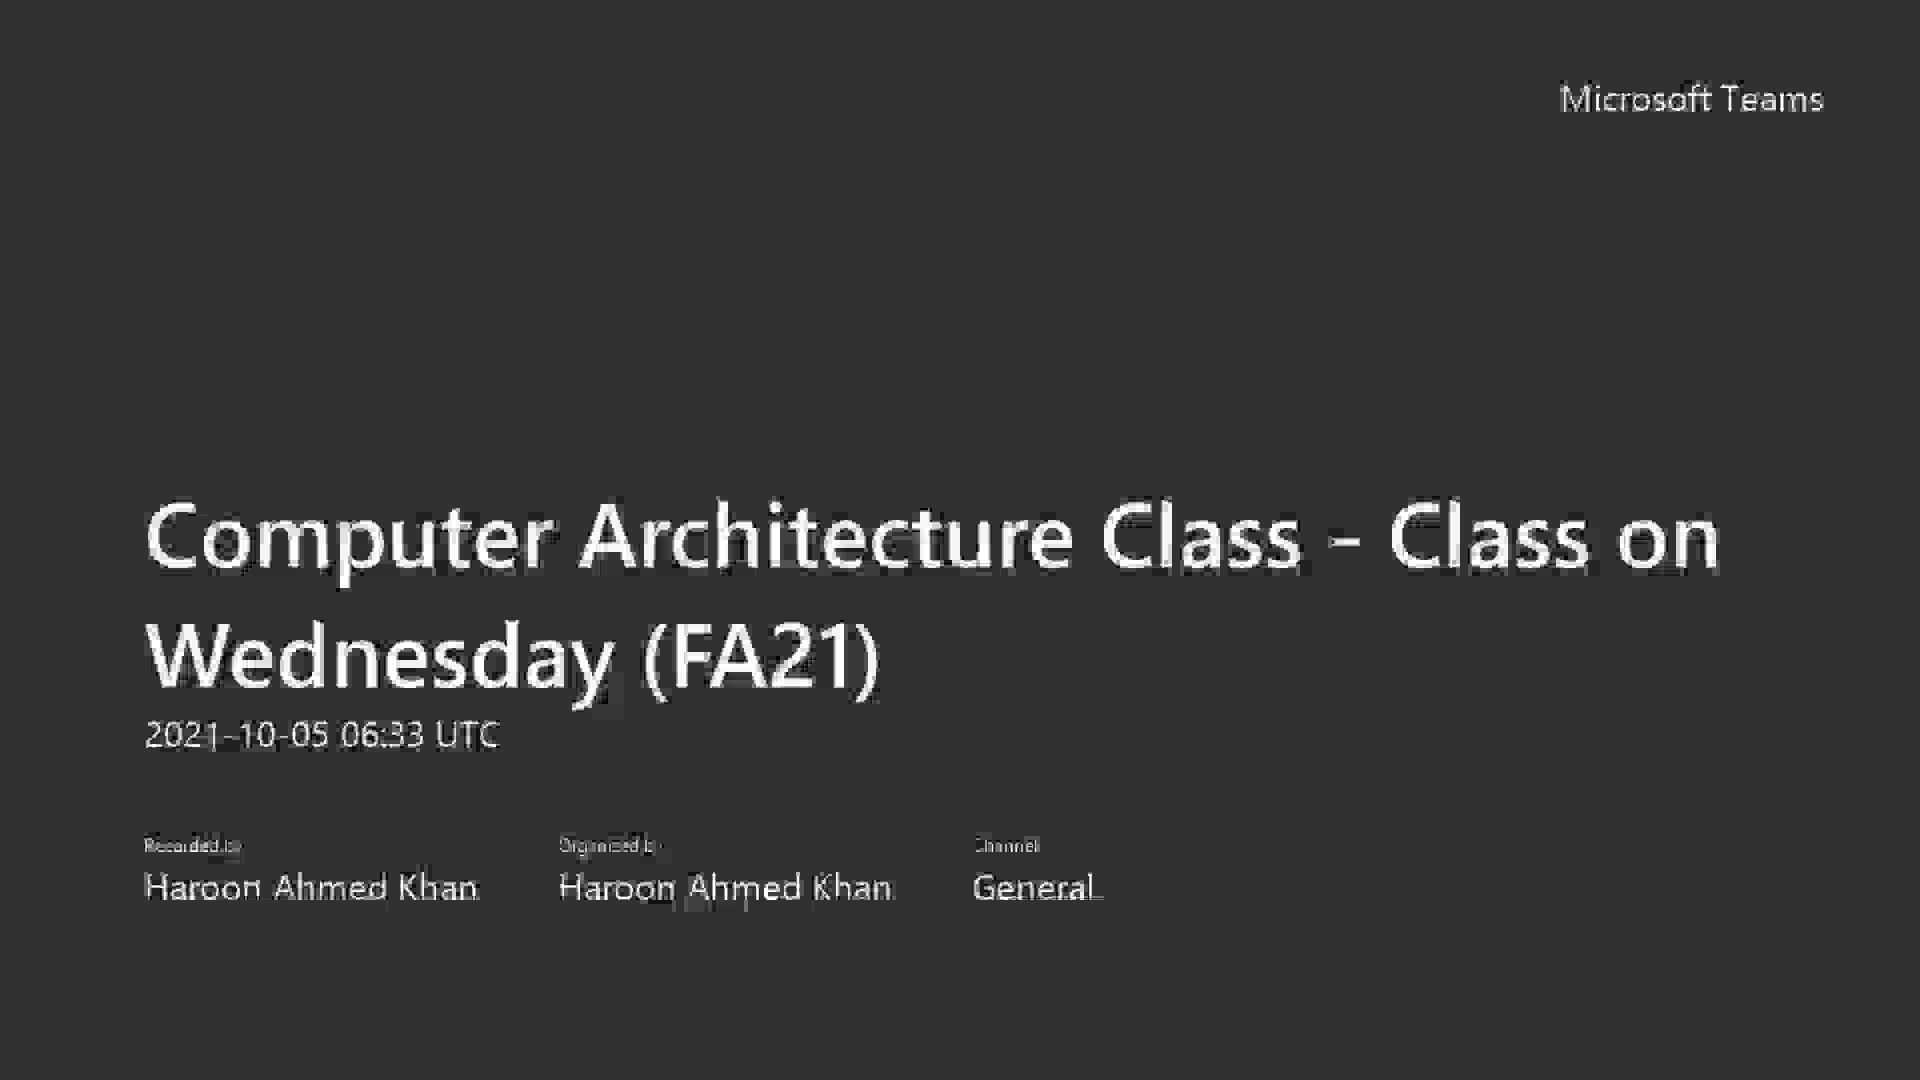 Microsoft Teams
Computer Architecture Class - Class on
Wednesday (FA21)
2021-10-05 06:33 UTC
Recorded by
Organized by
Channel
Haroon Ahmed Khan
Haroon Ahmed Khan
General